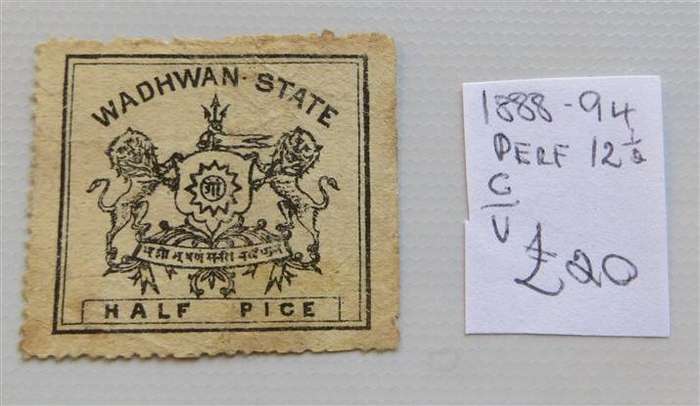 WADHWAN STATE
श्री
HALF PICE
1888-94
PERF 12½
G
U
£20